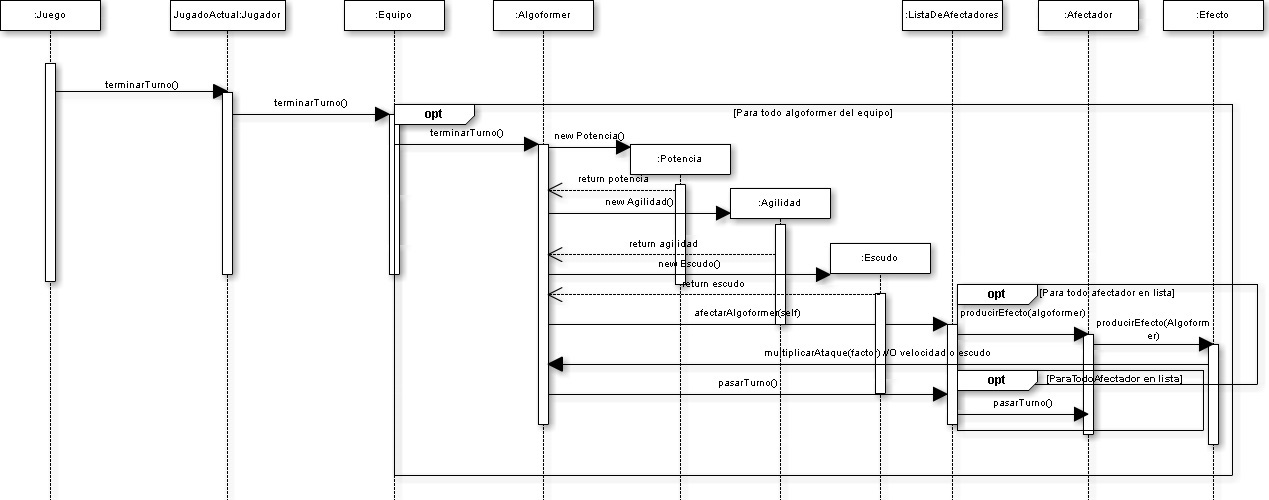 :Juego
JugadoActual:Jugador
:Equipo
:Algoformer
:ListaDeAfectadores
:Afectador
:Efecto
terminarTurno()
terminarTurno()
opt
[Para todo algoformer del equipo]
terminarTurno()
new Potencia()
:Potencia
return potencia
new Agilidad()
:Agilidad
return agilidad
new Escudo()
:Escudo
return escudo
opt
[Para todo afectador en lista]
afectarAlgoformer(self)
producirEfecto(algoformer)
producirEfecto(Algoform
er)
multiplicarAtaque(factor) //O velocidad o escudo
opt
[ParaTodoAfectador en lista]
pasarTurno()
pasarTurno()